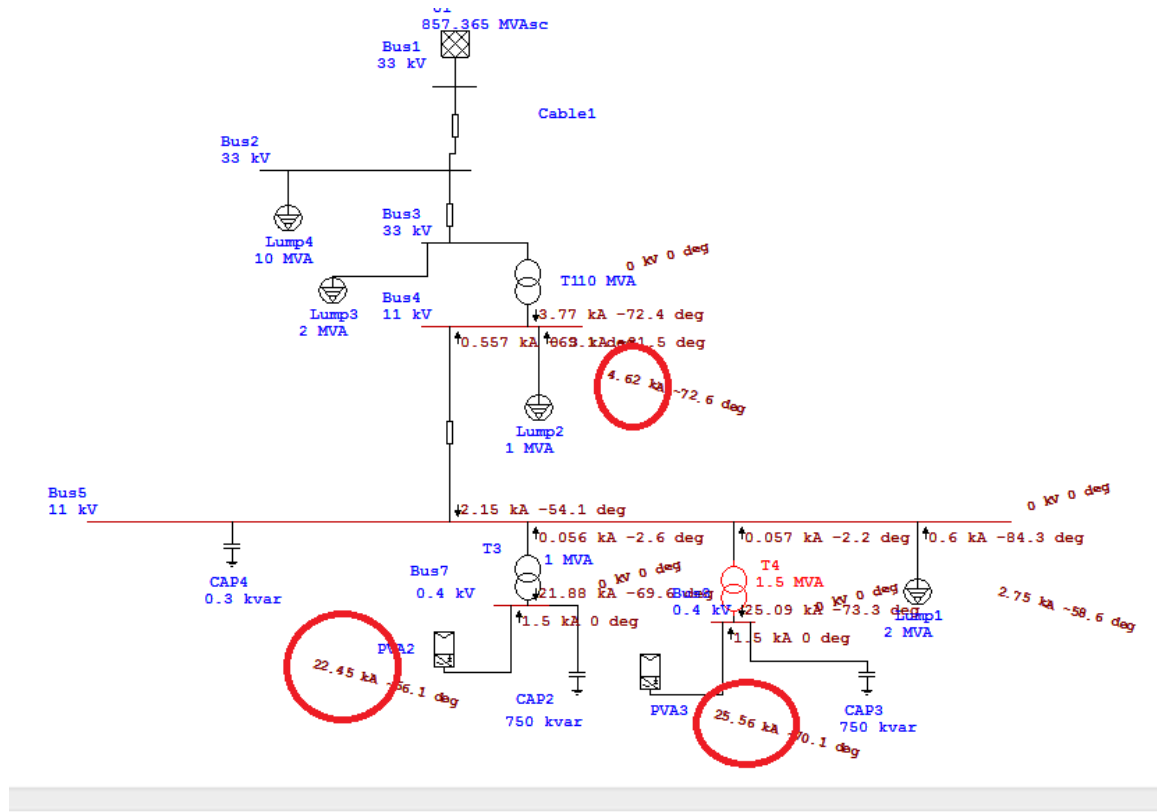 857.365 MVAsc
Bus1
33 kV
Cable1
Bus2
33 kV
Bus3
33 kV
Lump4
10 MVA
0 kV 0 deg
T110 MVA
Bus4
11 kV
Lump3
2 MVA
3.77 kA -72.4 deg
0.557 kA
deg
4.62 kA -72.6 deg
Lump2
1 MVA
Bus5
11 kV
2.15 kA -54.1 deg
0 kV 0 deg
0.056 kA -2.6 deg
0.057 kA -2.2 deg
0.6 kA -84.3 deg
T3
1 MVA
T4
1.5 MVA
CAP4
0.3 kvar
Bus7
0.4 kV
0 kV 0 deg
21.88 kA -69.6 deg
0.4 kV
0 kV 0 deg
25.09 kA -73.3 deg
1.5 kA 0 deg
1.5 kA 0 deg
Lump1
2 MVA
2.75 kA -58.6 deg
PVA2
22.45 kA
deg
CAP2
750 kvar
PVA3
25.56 kA
deg
CAP3
750 kvar